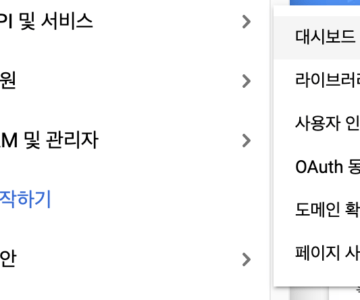 PI 및 서비스
원
M 및 관리자
작하기
안
대시보드
라이브러리
사용자 인
OAuth 동
도메인 확
페이지 사